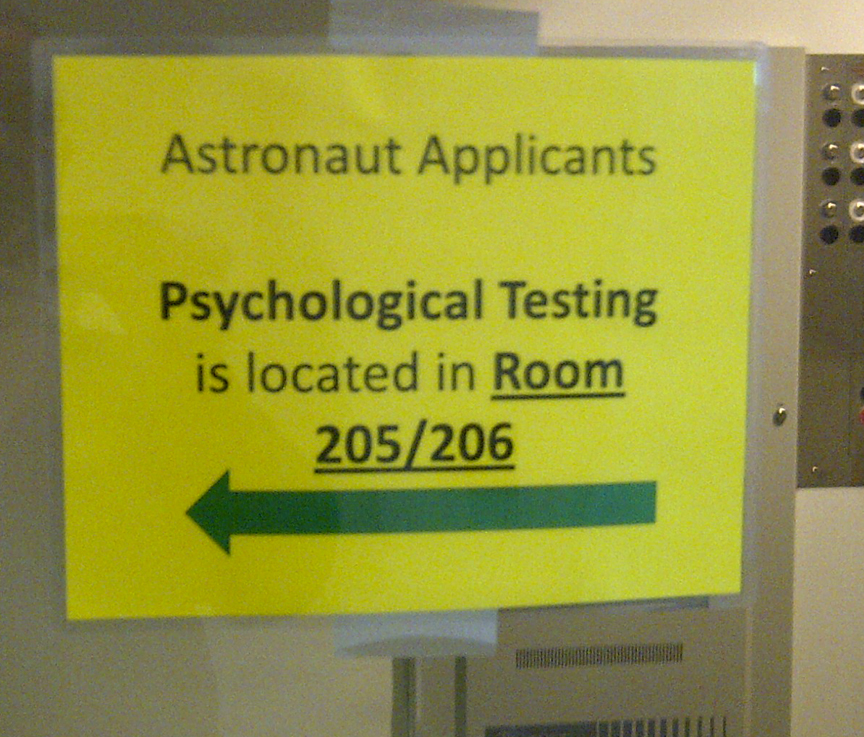 Astronaut Applicants
Psychological Testing
is located in Room
205/206